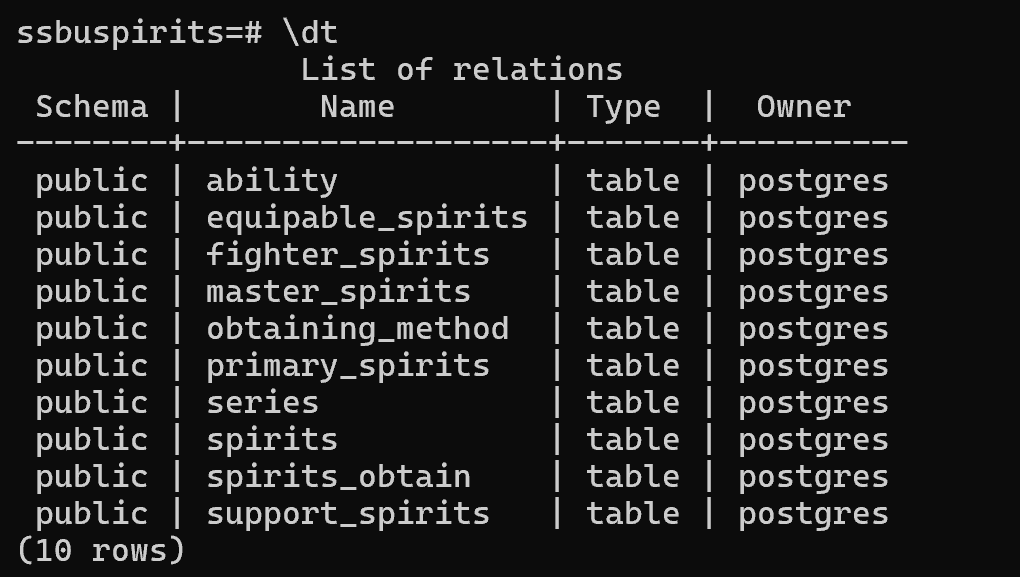 ssbuspirits=# \dt
               List of relations
 Schema |       Name        | Type  |  Owner
--------+-------------------+-------+----------
 public | ability           | table | postgres
 public | equipable_spirits | table | postgres
 public | fighter_spirits   | table | postgres
 public | master_spirits    | table | postgres
 public | obtaining_method  | table | postgres
 public | primary_spirits   | table | postgres
 public | series            | table | postgres
 public | spirits           | table | postgres
 public | spirits_obtain    | table | postgres
 public | support_spirits   | table | postgres
(10 rows)